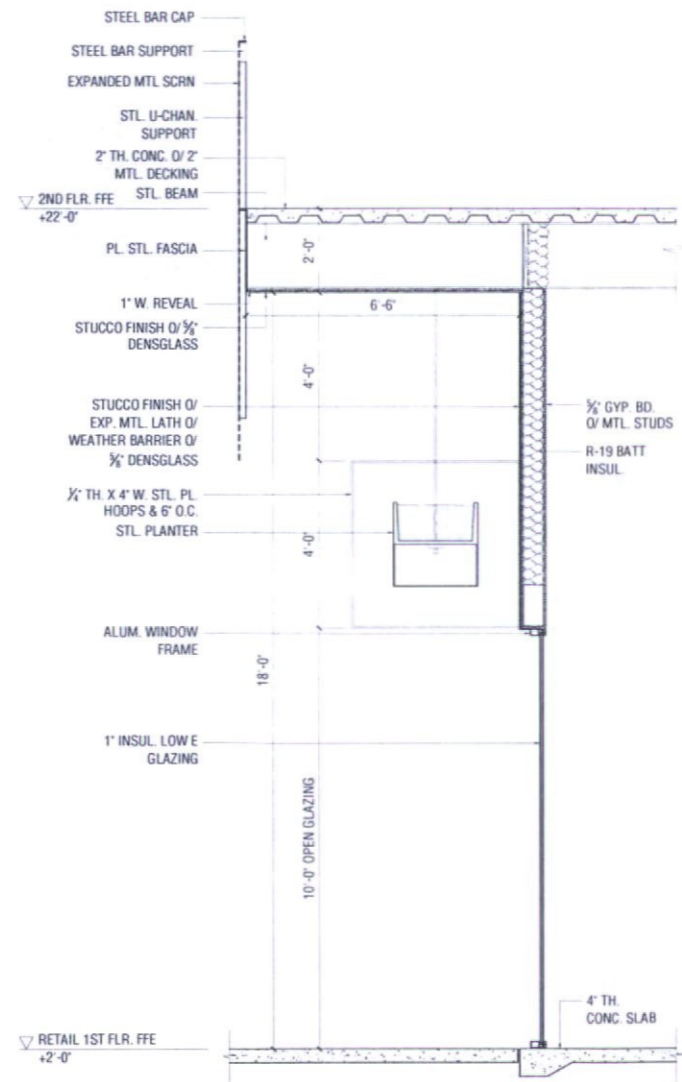 STEEL BAR CAP
STEEL BAR SUPPORT
EXPANDED MTL SCRN
STL. U-CHAN.
SUPPORT
2" TH. CONC. O/ 2"
MTL. DECKING
STL. BEAM
2ND FLR. FFE
+22'-0"
PL. STL. FASCIA
2'-0"
1" W. REVEAL
6'-6"
STUCCO FINISH O/ 5/8"
DENSGLASS
4'-0"
STUCCO FINISH O/
EXP. MTL. LATH O/
WEATHER BARRIER O/
5/8" DENSGLASS
5/8" GYP. BD.
O/ MTL. STUDS
R-19 BATT
INSUL.
1/4" TH. X 4" W. STL. PL.
HOOPS & 6" O.C.
STL. PLANTER
4'-0"
ALUM. WINDOW
FRAME
18'-0"
1" INSUL. LOW E
GLAZING
10'-0" OPEN GLAZING
4" TH.
CONC. SLAB
RETAIL 1ST FLR. FFE
+2'-0"